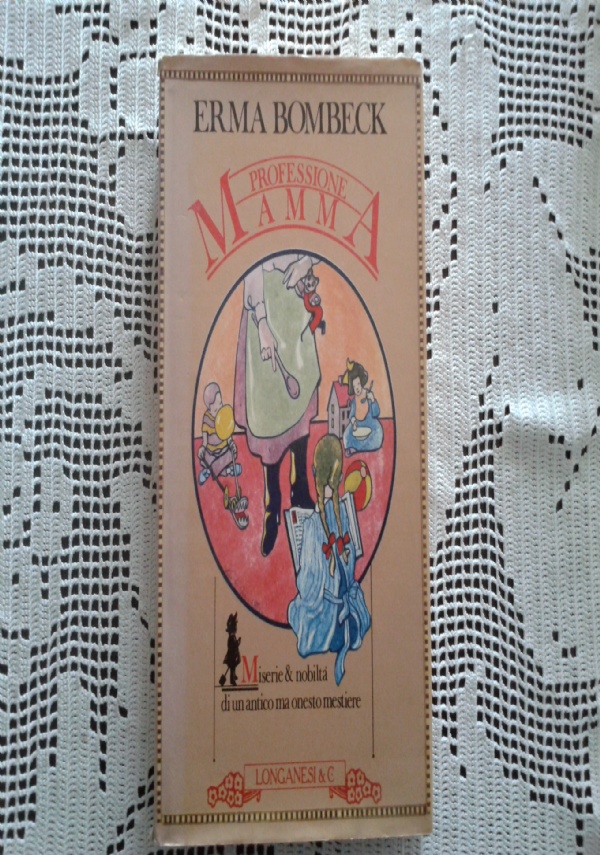 ERMA BOMBECK
PROFESSIONE
MAMMA
Miserie & nobiltà
di un antico ma onesto mestiere
LONGANESI & C.